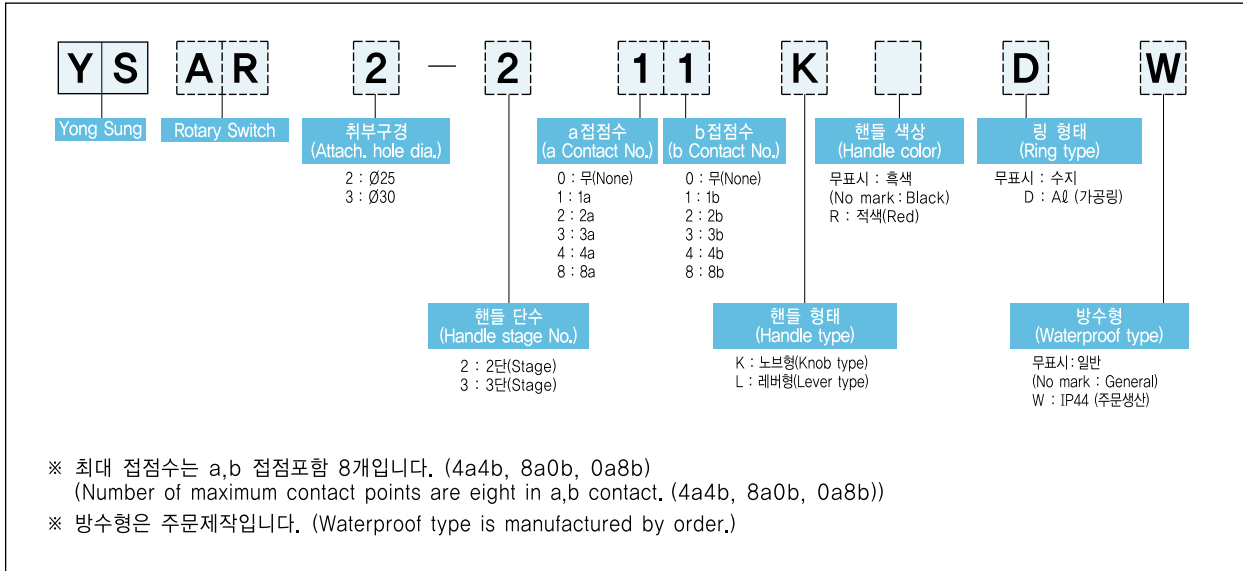 YS AR 2 — 2 1 1 K D W
Yong Sung
Rotary Switch
취부구경
(Attach. hole dia.)
2 : Ø25
3 : Ø30
a접점수
(a Contact No.)
0 : 무(None)
1 : 1a
2 : 2a
3 : 3a
4 : 4a
8 : 8a
b접점수
(b Contact No.)
0 : 무(None)
1 : 1b
2 : 2b
3 : 3b
4 : 4b
8 : 8b
핸들 색상
(Handle color)
무표시 : 흑색
(No mark : Black)
R : 적색(Red)
링 형태
(Ring type)
무표시 : 수지
D : Aℓ (가공링)
핸들 단수
(Handle stage No.)
2 : 2단(Stage)
3 : 3단(Stage)
핸들 형태
(Handle type)
K : 노브형(Knob type)
L : 레버형(Lever type)
방수형
(Waterproof type)
무표시 : 일반
(No mark : General)
W : IP44 (주문생산)
※ 최대 접점수는 a,b 접점포함 8개입니다. (4a4b, 8a0b, 0a8b)
(Number of maximum contact points are eight in a,b contact. (4a4b, 8a0b, 0a8b))
※ 방수형은 주문제작입니다. (Waterproof type is manufactured by order.)